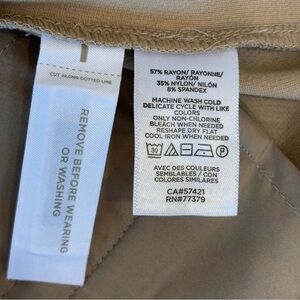 CUT ALONG DOTTED LINE
REMOVE BEFORE WEARING
OR WASHING
57% RAYON/ RAYONNE/
RAYÓN
35% NYLON/ NILÓN
8% SPANDEX
MACHINE WASH COLD
DELICATE CYCLE WITH LIKE
COLORS
ONLY NON-CHLORINE
BLEACH WHEN NEEDED
RESHAPE DRY FLAT
COOL IRON WHEN NEEDED
30 P
AVEC DES COULEURS
SEMBLABLES / CON
COLORES SIMILARES
CA#57421
RN#77379